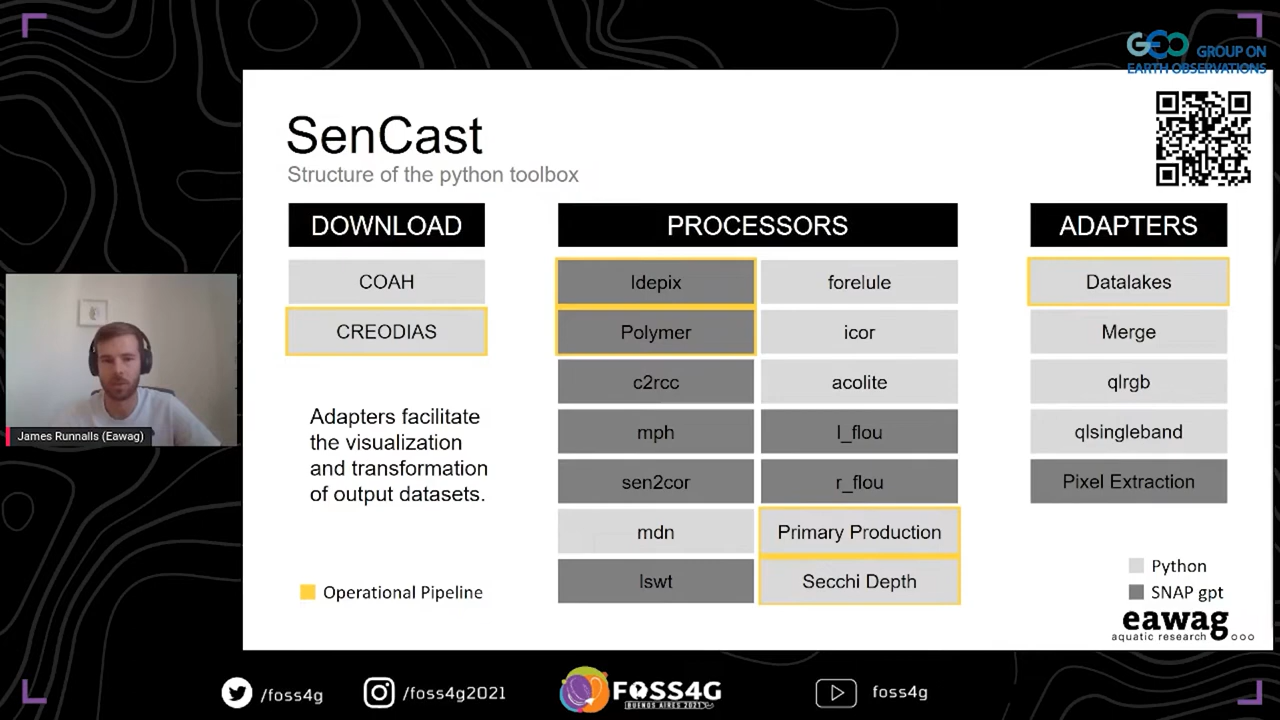 GEO GROUP ON
EARTH OBSERVATIONS
SenCast
Structure of the python toolbox
DOWNLOAD
COAH
CREODIAS
Adapters facilitate
the visualization
and transformation
of output datasets.
Operational Pipeline
PROCESSORS
Idepix
forelule
Polymer
icor
c2rcc
acolite
mph
l_flou
sen2cor
r_flou
mdn
Primary Production
lswt
Secchi Depth
ADAPTERS
Datalakes
Merge
qlrgb
qlsingleband
Pixel Extraction
Python
SNAP gpt
eawag
aquatic research
James Runnalls (Eawag)
/foss4g
/foss4g2021
FOSS4G
BUENOS AIRES 2021
foss4g